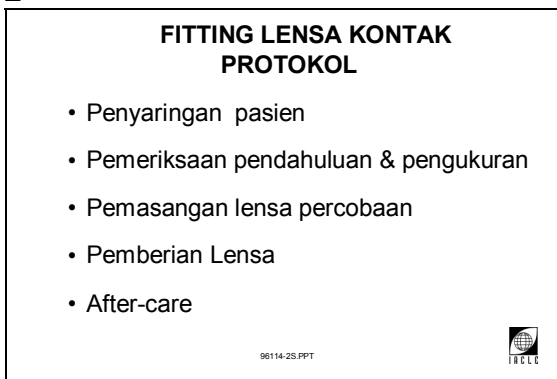 FITTING LENSA KONTAK
PROTOKOL
• Penyaringan pasien
• Pemeriksaan pendahuluan & pengukuran
• Pemasangan lensa percobaan
• Pemberian Lensa
• After-care
96114-2S.PPT
IACLE